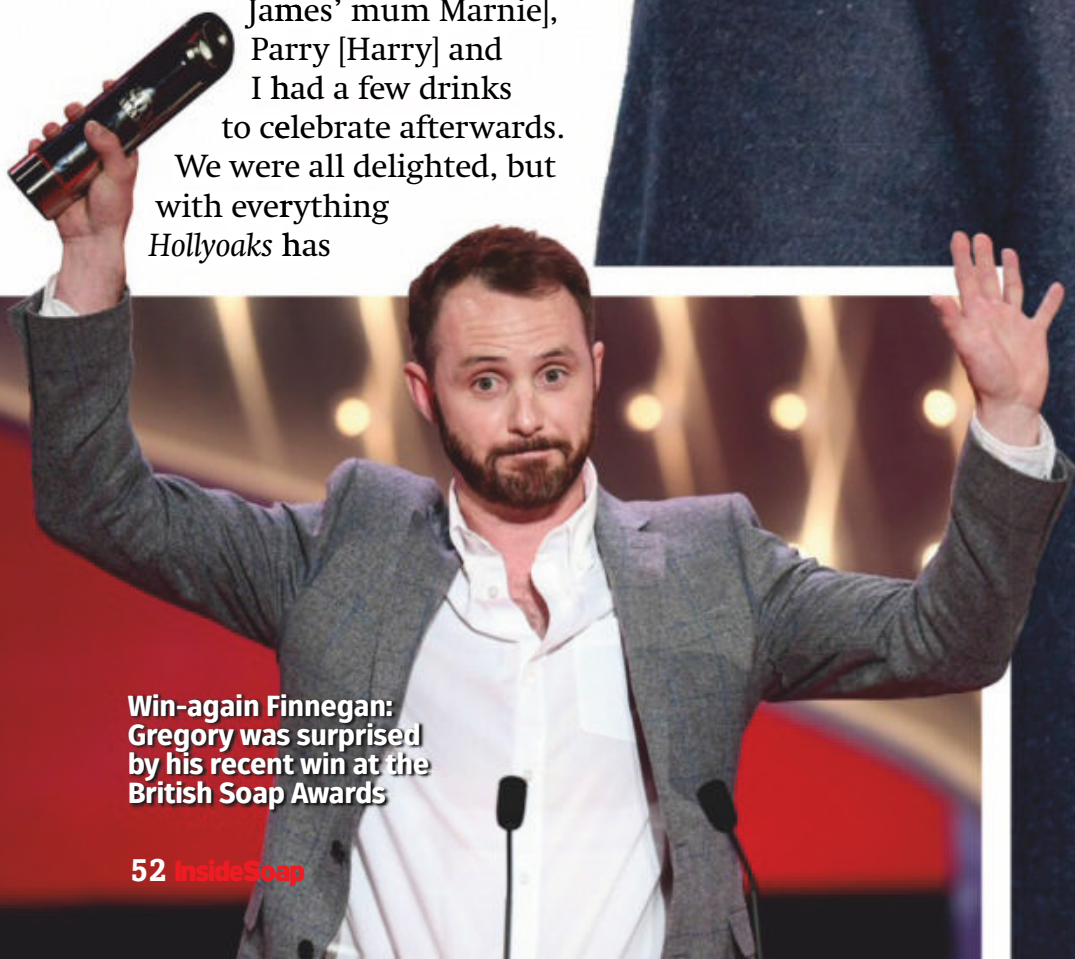 James’ mum Marnie],
Parry [Harry] and
I had a few drinks
to celebrate afterwards.
We were all delighted, but
with everything
Hollyoaks has
Win-again Finnegan:
Gregory was surprised
by his recent win at the
British Soap Awards
52 InsideSoap